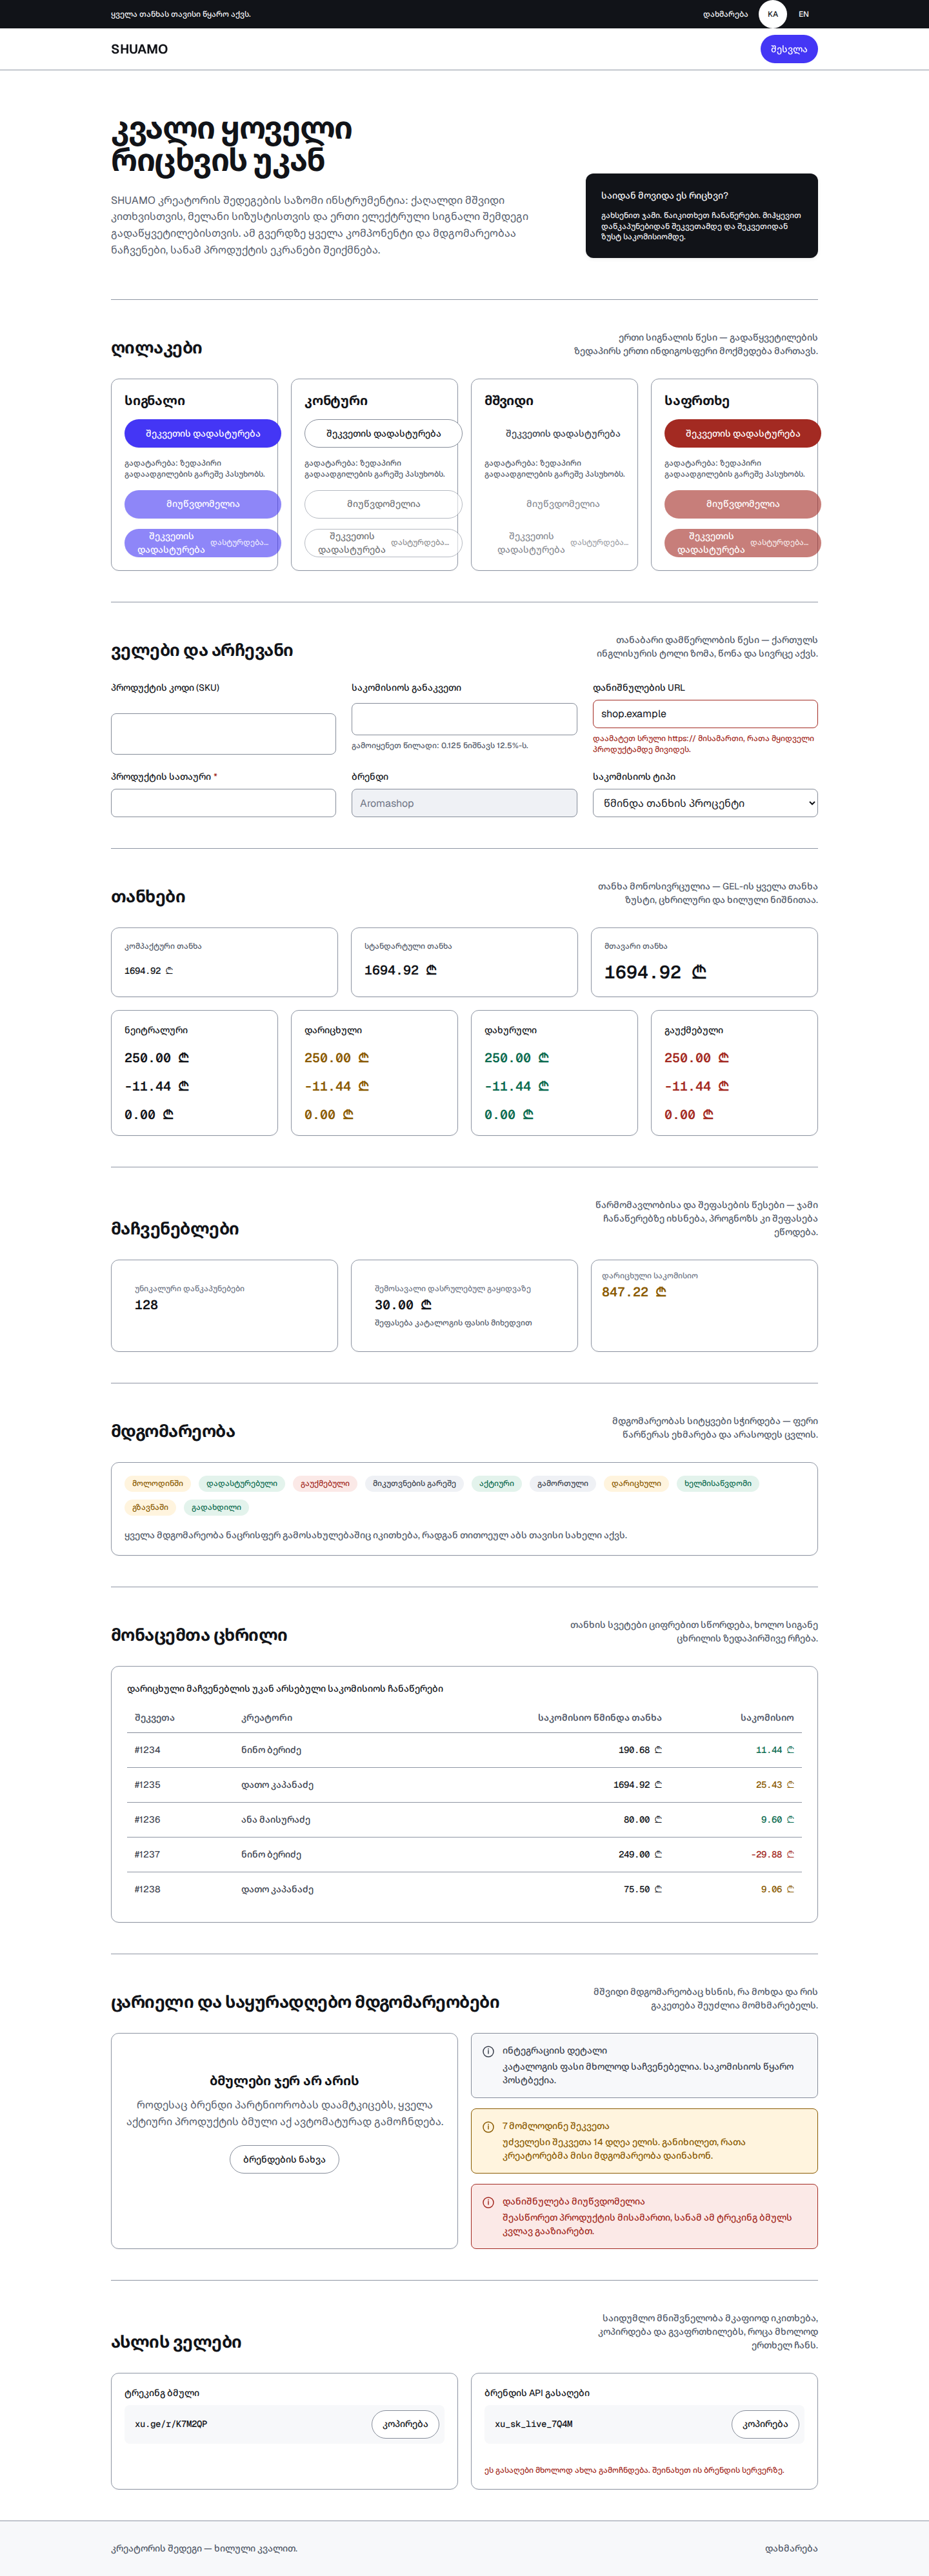 ყველა თანხას თავისი წყარო აქვს.
დახმარება KA EN
SHUAMO
შესვლა
კვალი ყოველი
რიცხვის უკან
SHUAMO კრეატორის შედეგების საზომი ინსტრუმენტია: ქაღალდი მშვიდი
კითხვისთვის, მელანი სიზუსტისთვის და ერთი ელექტრული სიგნალი შემდეგი
გადაწყვეტილებისთვის. ამ გვერდზე ყველა კომპონენტი და მდგომარეობაა
ნაჩვენები, სანამ პროდუქტის ეკრანები შეიქმნება.
საიდან მოვიდა ეს რიცხვი?
გახსენით ჯამი. წაიკითხეთ ჩანაწერები. მიჰყევით
დანკაპუნებიდან შეკვეთამდე და შეკვეთიდან
ზუსტ საკომისიომდე.
ღილაკები
ერთი სიგნალის წესი — გადაწყვეტილების
ზედაპირს ერთი ინდიგოსფერი მოქმედება მართავს.
სიგნალი
შეკვეთის დადასტურება
გადატარება: ზედაპირი
გადაადგილების გარეშე პასუხობს.
მიუწვდომელია
შეკვეთის
დადასტურება დასტურდება…
კონტური
შეკვეთის დადასტურება
გადატარება: ზედაპირი
გადაადგილების გარეშე პასუხობს.
მიუწვდომელია
შეკვეთის
დადასტურება დასტურდება…
მშვიდი
შეკვეთის დადასტურება
გადატარება: ზედაპირი
გადაადგილების გარეშე პასუხობს.
მიუწვდომელია
შეკვეთის
დადასტურება დასტურდება…
საფრთხე
შეკვეთის დადასტურება
გადატარება: ზედაპირი
გადაადგილების გარეშე პასუხობს.
მიუწვდომელია
შეკვეთის
დადასტურება დასტურდება…
ველები და არჩევანი
თანაბარი დამწერლობის წესი — ქართულს
ინგლისურის ტოლი ზომა, წონა და სივრცე აქვს.
პროდუქტის კოდი (SKU)
საკომისიოს განაკვეთი
გამოიყენეთ წილადი: 0.125 ნიშნავს 12.5%-ს.
დანიშნულების URL
shop.example
დაამატეთ სრული https:// მისამართი, რათა მყიდველი
პროდუქტამდე მივიდეს.
პროდუქტის სათაური *
ბრენდი
Aromashop
საკომისიოს ტიპი
წმინდა თანხის პროცენტი
თანხები
თანხა მონოსივრცულია — GEL-ის ყველა თანხა
ზუსტი, ცხრილური და ხილული ნიშნითაა.
კომპაქტური თანხა
1694.92 ₾
სტანდარტული თანხა
1694.92 ₾
მთავარი თანხა
1694.92 ₾
ნეიტრალური
250.00 ₾
-11.44 ₾
0.00 ₾
დარიცხული
250.00 ₾
-11.44 ₾
0.00 ₾
დახურული
250.00 ₾
-11.44 ₾
0.00 ₾
გაუქმებული
250.00 ₾
-11.44 ₾
0.00 ₾
მაჩვენებლები
წარმომავლობისა და შეფასების წესები — ჯამი
ჩანაწერებზე იხსნება, პროგნოზს კი შეფასება
ეწოდება.
უნიკალური დაწკაპუნებები
128
შემოსავალი დასრულებულ გაყიდვაზე
30.00 ₾
შეფასება კატალოგის ფასის მიხედვით
დარიცხული საკომისიო
847.22 ₾
მდგომარეობა
მდგომარეობას სიტყვები სჭირდება — ფერი
წარწერას ეხმარება და არასოდეს ცვლის.
მოლოდინში დადასტურებული გაუქმებული მიკუთვნების გარეშე აქტიური გამორთული დარიცხული ხელმისაწვდომი
გზავნაში გადახდილი
ყველა მდგომარეობა ნაცრისფერ გამოსახულებაშიც იკითხება, რადგან თითოეულ აბს თავისი სახელი აქვს.
მონაცემთა ცხრილი
თანხის სვეტები ციფრებით სწორდება, ხოლო სიგანე
ცხრილის ზედაპირშივე რჩება.
დარიცხული მაჩვენებლის უკან არსებული საკომისიოს ჩანაწერები
შეკვეთა კრეატორი საკომისიო წმინდა თანხა საკომისიო
#1234 ნინო ბერიძე 190.68 ₾ 11.44 ₾
#1235 დათო კაპანაძე 1694.92 ₾ 25.43 ₾
#1236 ანა მაისურაძე 80.00 ₾ 9.60 ₾
#1237 ნინო ბერიძე 249.00 ₾ -29.88 ₾
#1238 დათო კაპანაძე 75.50 ₾ 9.06 ₾
ცარიელი და საყურადღებო მდგომარეობები
მშვიდი მდგომარეობაც ხსნის, რა მოხდა და რის
გაკეთება შეუძლია მომხმარებელს.
ბმულები ჯერ არ არის
როდესაც ბრენდი პარტნიორობას დაამტკიცებს, ყველა
აქტიური პროდუქტის ბმული აქ ავტომატურად გამოჩნდება.
ბრენდების ნახვა
ინტეგრაციის დეტალი
კატალოგის ფასი მხოლოდ საჩვენებელია. საკომისიოს წყარო
პოსტბექია.
7 მომლოდინე შეკვეთა
უძველესი შეკვეთა 14 დღეა ელის. განიხილეთ, რათა
კრეატორებმა მისი მდგომარეობა დაინახონ.
დანიშნულება მიუწვდომელია
შეასწორეთ პროდუქტის მისამართი, სანამ ამ ტრეკინგ ბმულს
კვლავ გააზიარებთ.
ასლის ველები
საიდუმლო მნიშვნელობა მკაფიოდ იკითხება,
კოპირდება და გვაფრთხილებს, როცა მხოლოდ
ერთხელ ჩანს.
ტრეკინგ ბმული
xu.ge/r/K7M2QP
კოპირება
ბრენდის API გასაღები
xu_sk_live_7Q4M
კოპირება
ეს გასაღები მხოლოდ ახლა გამოჩნდება. შეინახეთ ის ბრენდის სერვერზე.
კრეატორის შედეგი — ხილული კვალით.
დახმარება